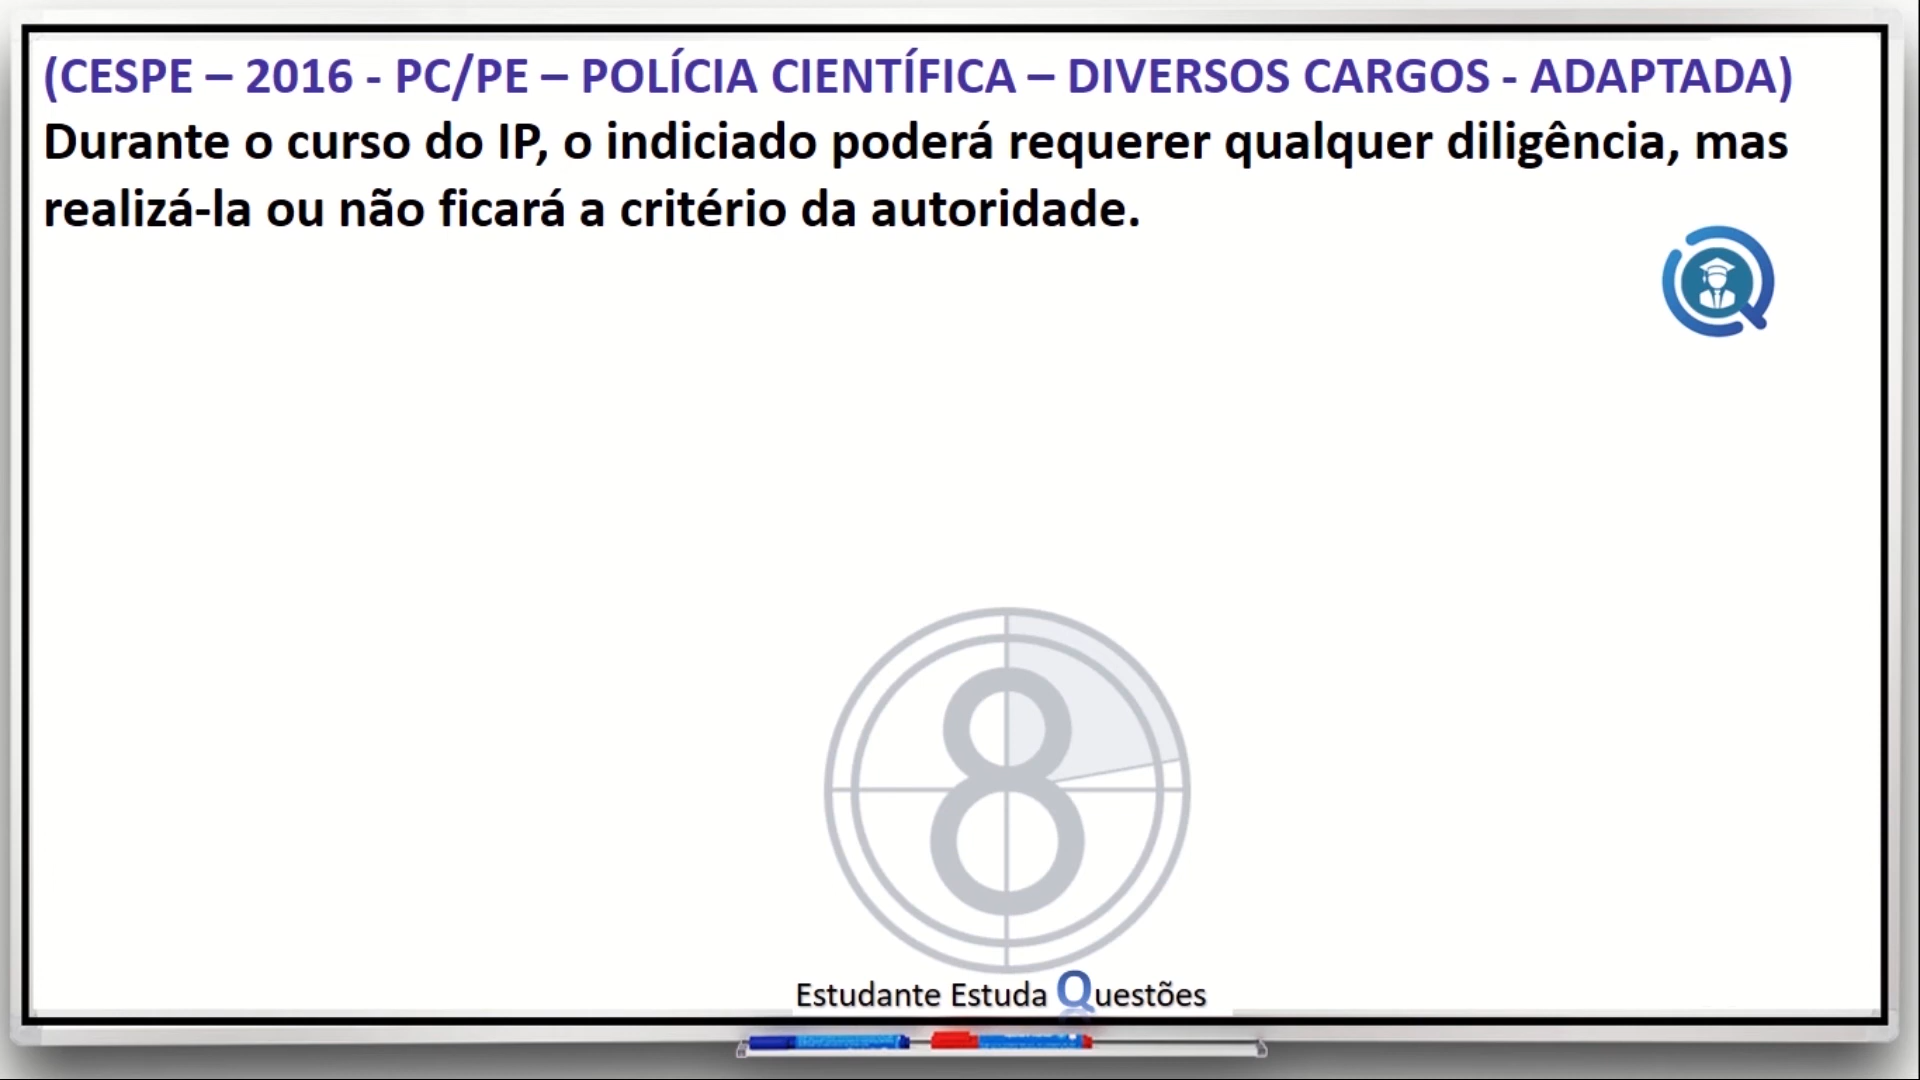 (CESPE – 2016 - PC/PE – POLÍCIA CIENTÍFICA – DIVERSOS CARGOS - ADAPTADA)
Durante o curso do IP, o indiciado poderá requerer qualquer diligência, mas
realizá-la ou não ficará a critério da autoridade.
8
Estudante Estuda Questões